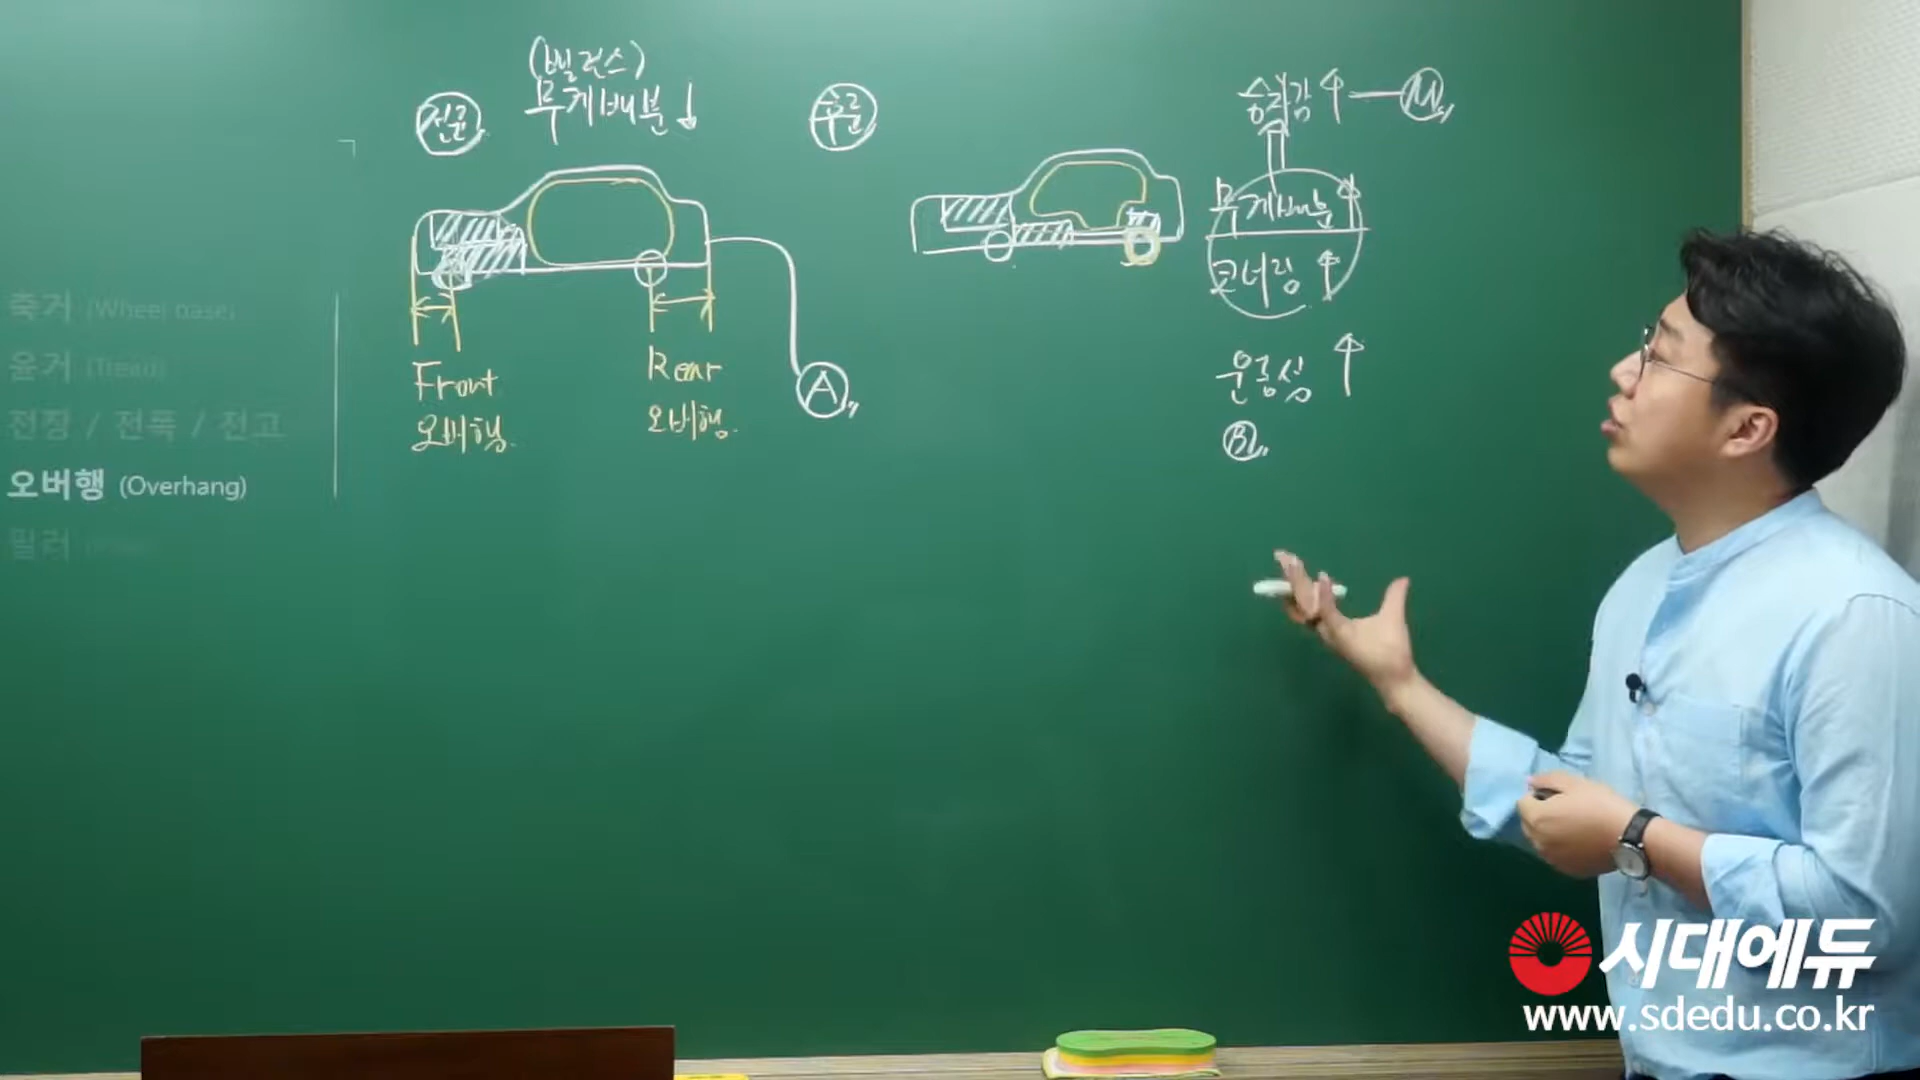 (밸런스)
무게배분↓
전륜
후륜
승차감↑ — M
무게배분↑
코너링↑
운동성↑
B
Front
오버행
Rear
오버행
A
축거 (Wheel base)
윤거 (Tread)
전장 / 전폭 / 전고
오버행 (Overhang)
필러
시대에듀
www.sdedu.co.kr